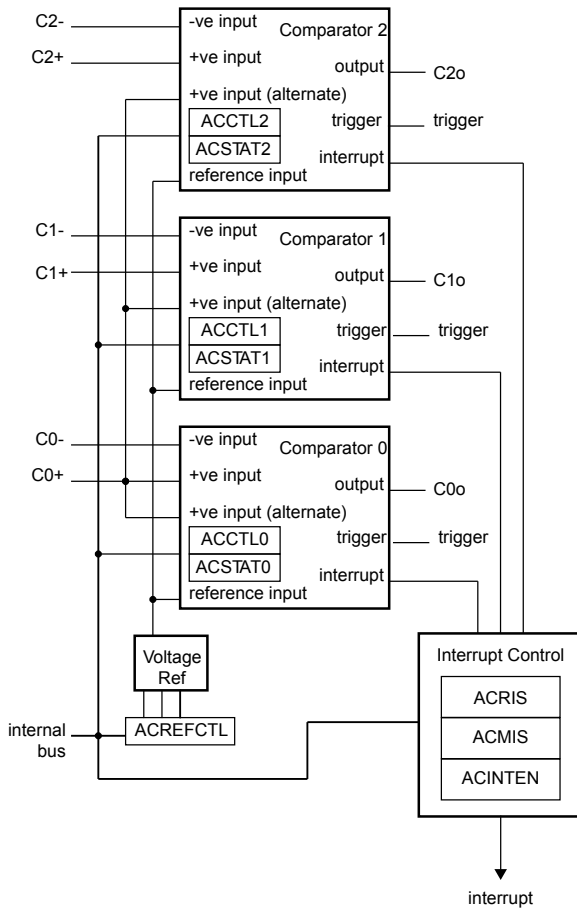 C2-
-ve input
Comparator 2
C2+
+ve input
output
C2o
+ve input (alternate)
ACCTL2
trigger
trigger
ACSTAT2
interrupt
reference input
C1-
-ve input
Comparator 1
C1+
+ve input
output
C1o
+ve input (alternate)
ACCTL1
trigger
trigger
ACSTAT1
interrupt
reference input
C0-
-ve input
Comparator 0
C0+
+ve input
output
C0o
+ve input (alternate)
ACCTL0
trigger
trigger
ACSTAT0
interrupt
reference input
Voltage
Ref
Interrupt Control
ACRIS
ACMIS
ACINTEN
internal
bus
ACREFCTL
interrupt